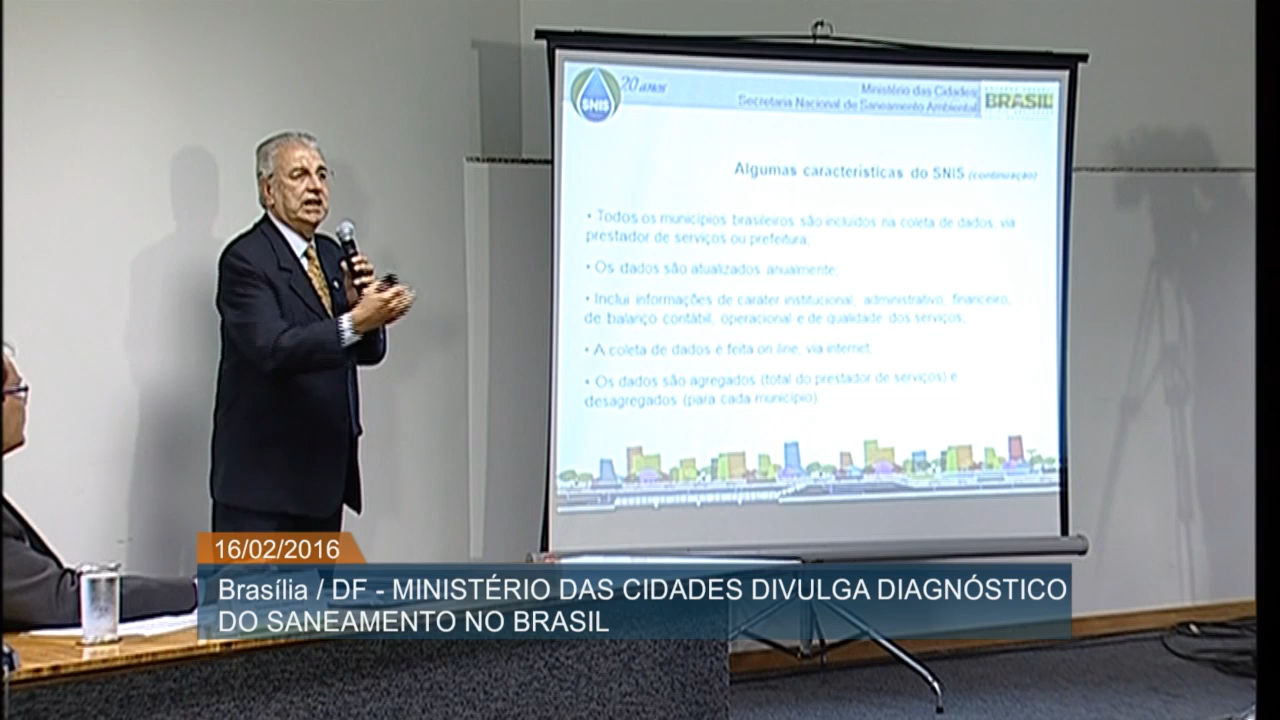 SNIS
20 anos
Ministério das Cidades
Secretaria Nacional de Saneamento Ambiental
BRASIL
Algumas características do SNIS (continuação)
• Todos os municípios brasileiros são incluídos na coleta de dados, via
prestador de serviços ou prefeitura;
• Os dados são atualizados anualmente;
• Inclui informações de caráter institucional, administrativo, financeiro,
de balanço contábil, operacional e de qualidade dos serviços;
• A coleta de dados é feita on line, via internet;
• Os dados são agregados (total do prestador de serviços) e
desagregados (para cada município).
16/02/2016
Brasília / DF - MINISTÉRIO DAS CIDADES DIVULGA DIAGNÓSTICO
DO SANEAMENTO NO BRASIL